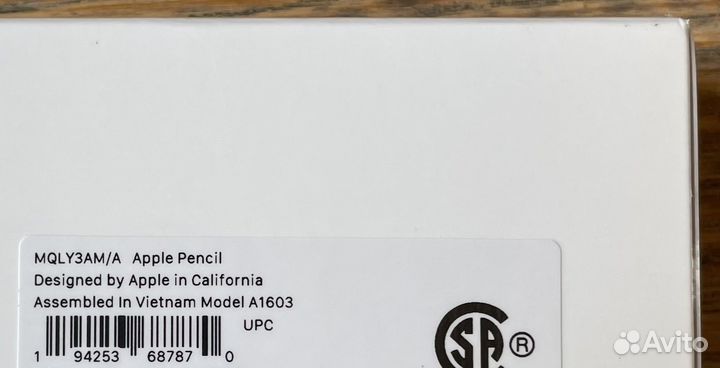 MQLY3AM/A Apple Pencil
Designed by Apple in California
Assembled In Vietnam Model A1603
UPC
1 94253 68787 0
SA ®
Avito